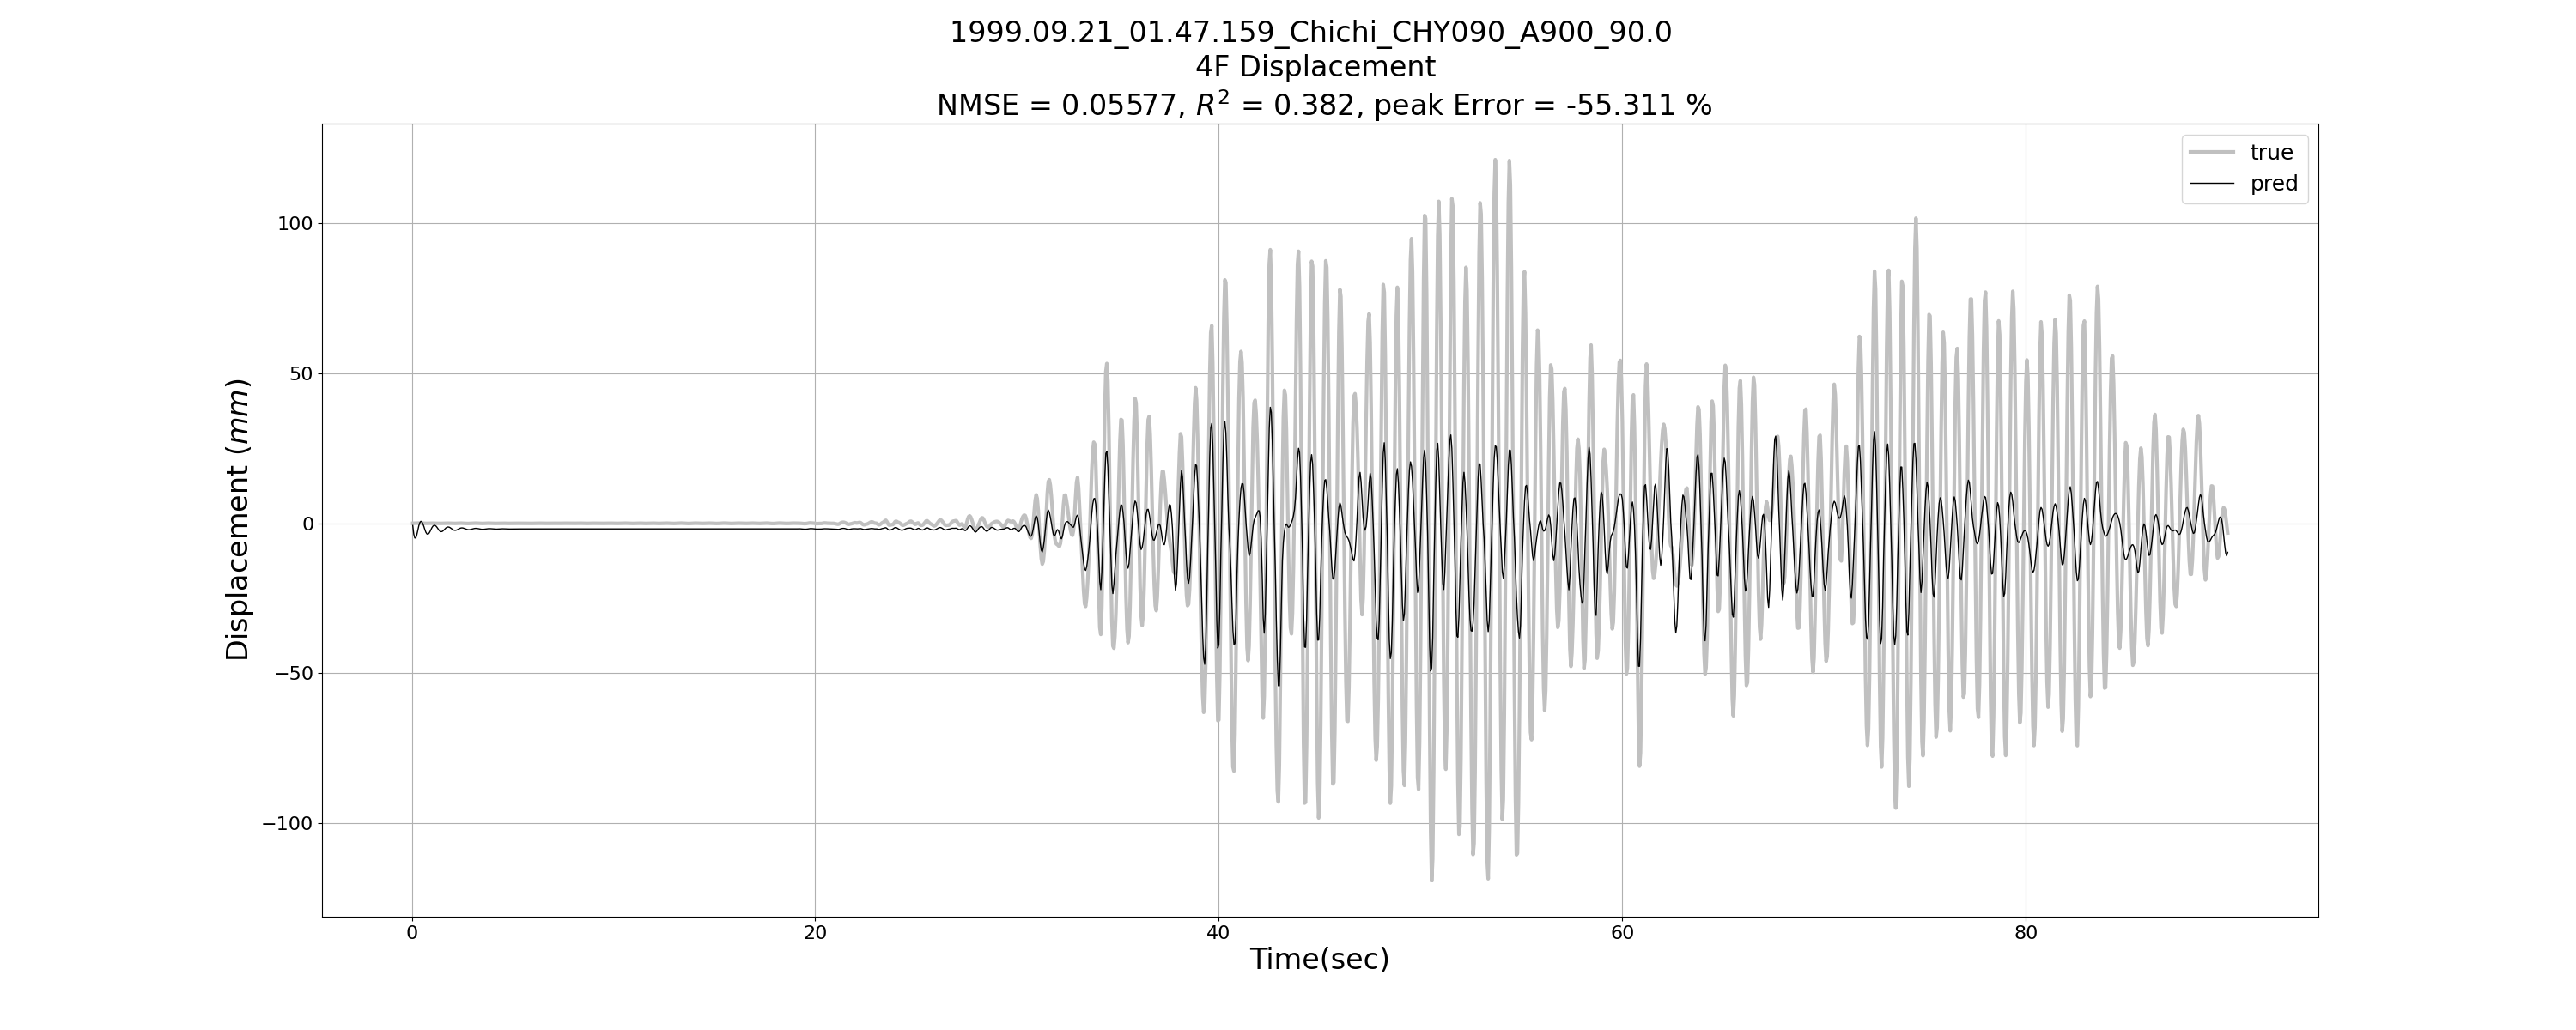 1999.09.21_01.47.159_Chichi_CHY090_A900_90.0
4F Displacement
NMSE = 0.05577, R² = 0.382, peak Error = -55.311 %
true
pred
Displacement (mm)
100
50
0
−50
−100
0 20 40 60 80
Time(sec)